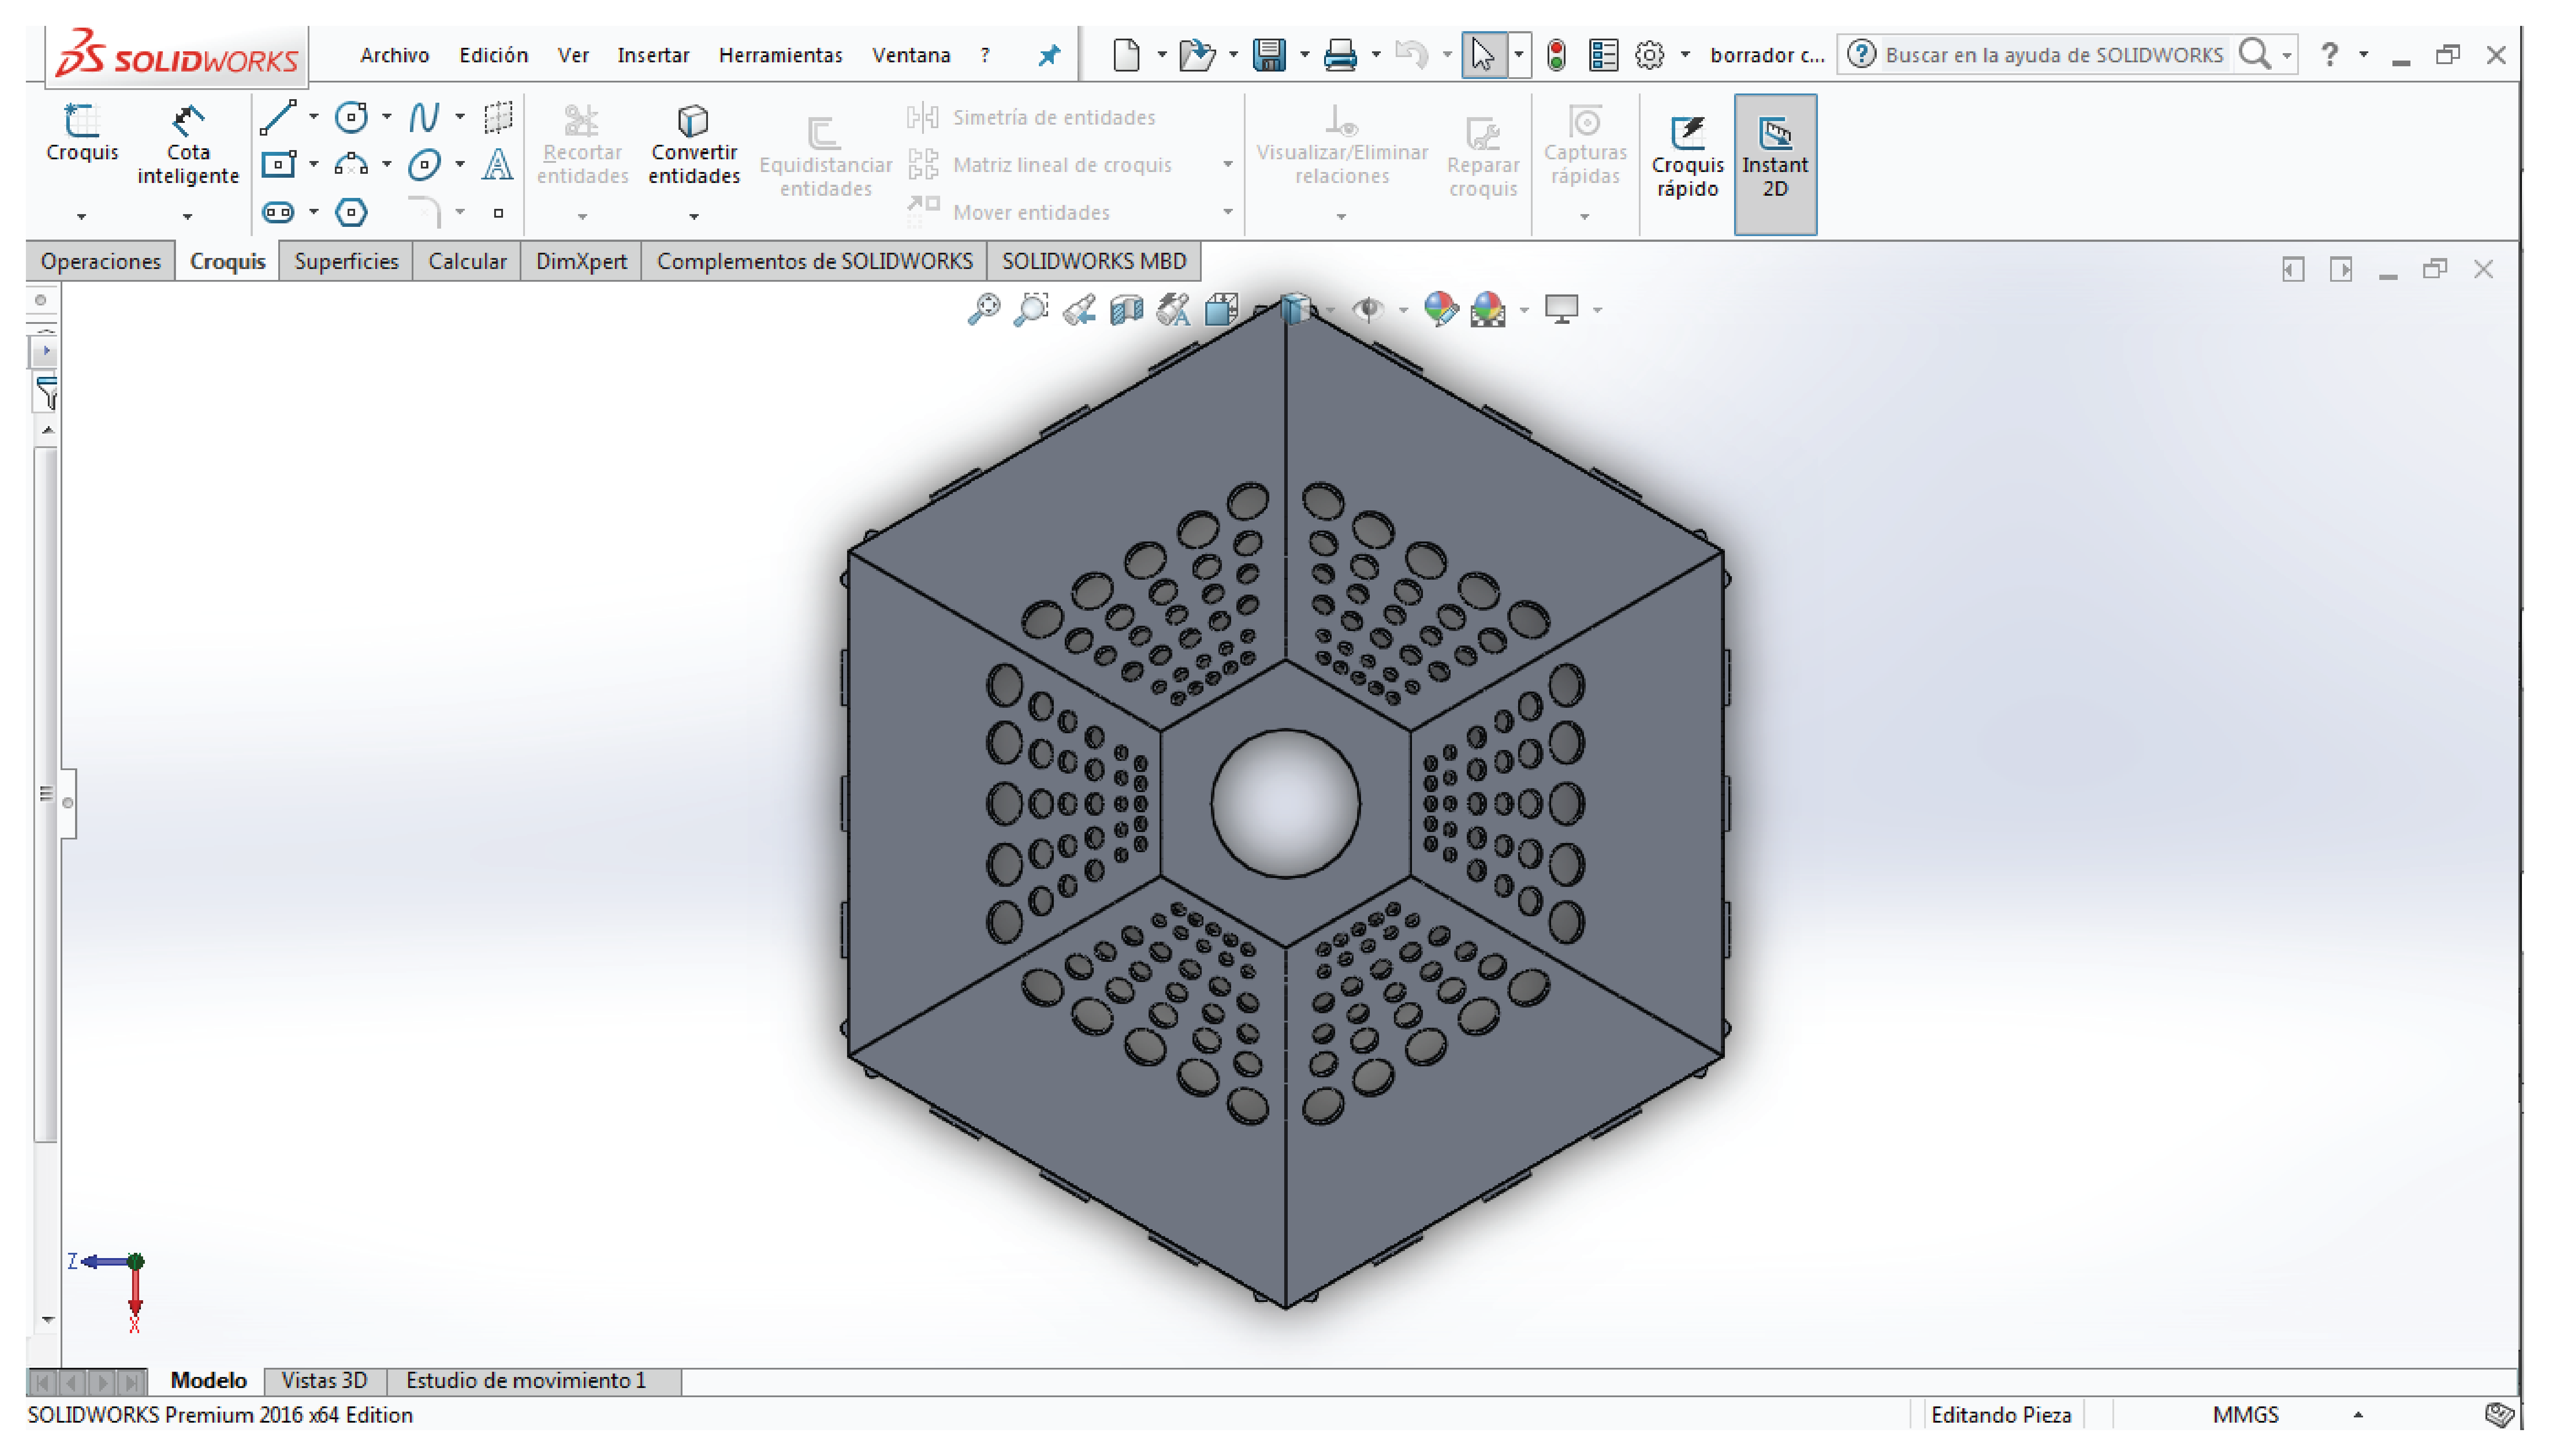 SOLIDWORKS
Archivo Edición Ver Insertar Herramientas Ventana ?
borrador c...
Buscar en la ayuda de SOLIDWORKS
?
Croquis
Cota inteligente
Recortar entidades
Convertir entidades
Equidistanciar entidades
Simetría de entidades
Matriz lineal de croquis
Mover entidades
Visualizar/Eliminar relaciones
Reparar croquis
Capturas rápidas
Croquis rápido
Instant 2D
Operaciones Croquis Superficies Calcular DimXpert Complementos de SOLIDWORKS SOLIDWORKS MBD
Z
X
Modelo Vistas 3D Estudio de movimiento 1
SOLIDWORKS Premium 2016 x64 Edition
Editando Pieza
MMGS